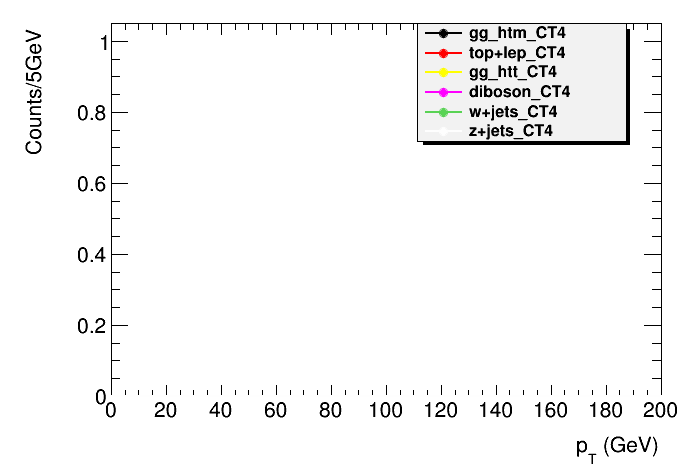 Counts/5GeV
1
0.8
0.6
0.4
0.2
0
gg_htm_CT4
top+lep_CT4
gg_htt_CT4
diboson_CT4
w+jets_CT4
z+jets_CT4
0 20 40 60 80 100 120 140 160 180 200
p_T (GeV)